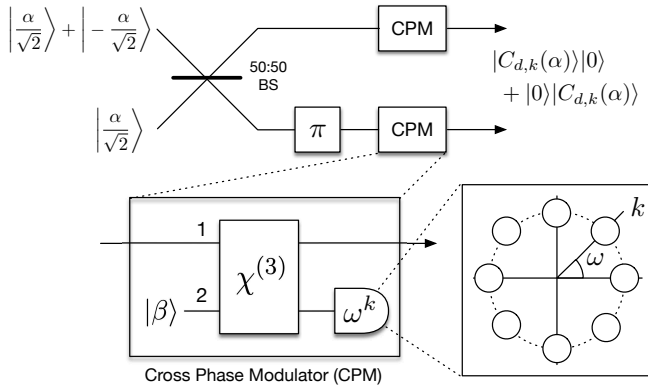 |α/√2⟩ + |− α/√2⟩
CPM
50:50
BS
|C_{d,k}(α)⟩|0⟩
+ |0⟩|C_{d,k}(α)⟩
|α/√2⟩
π
CPM
1
χ^{(3)}
|β⟩
2
ω^k
k
ω
Cross Phase Modulator (CPM)